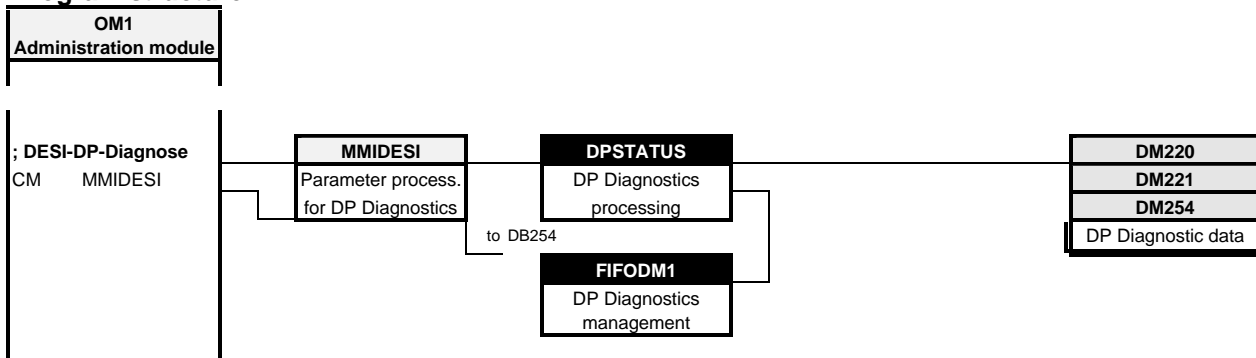 OM1
Administration module
; DESI-DP-Diagnose
CM MMIDESI
MMIDESI
Parameter process.
for DP Diagnostics
to DB254
DPSTATUS
DP Diagnostics
processing
FIFODM1
DP Diagnostics
management
DM220
DM221
DM254
DP Diagnostic data